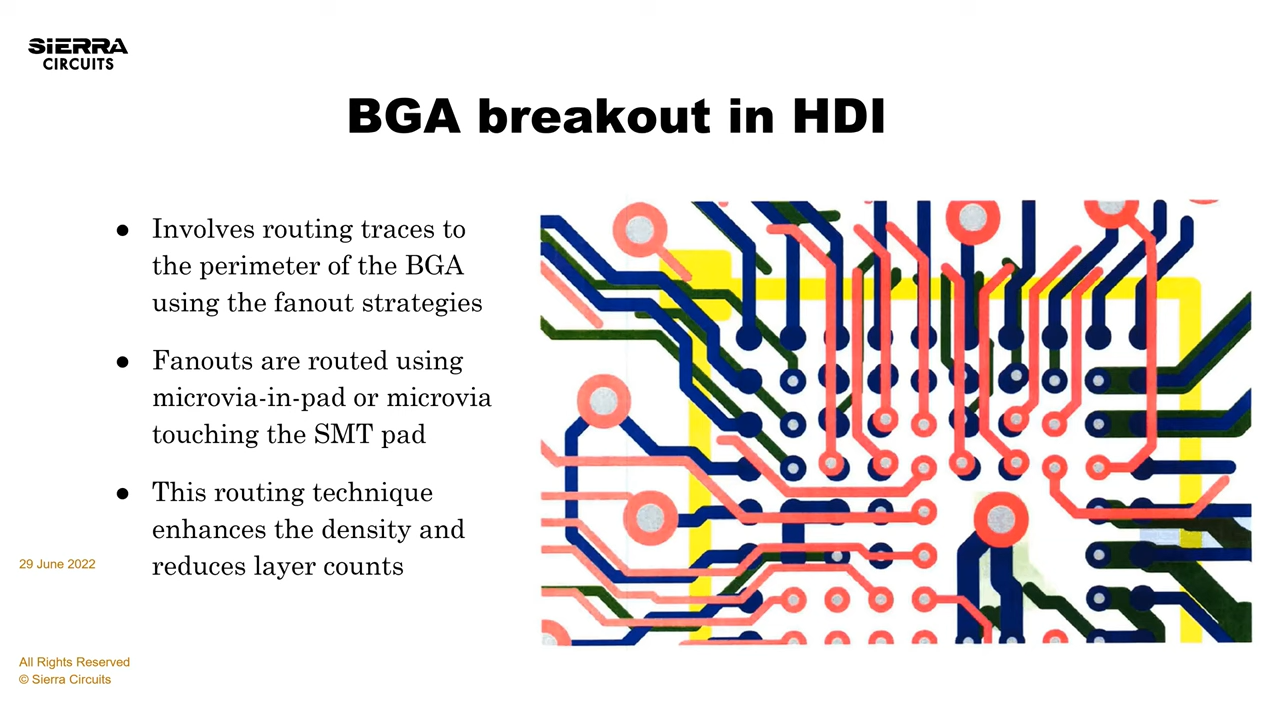 SIERRA
CIRCUITS
BGA breakout in HDI
● Involves routing traces to
the perimeter of the BGA
using the fanout strategies
● Fanouts are routed using
microvia-in-pad or microvia
touching the SMT pad
● This routing technique
enhances the density and
reduces layer counts
29 June 2022
All Rights Reserved
© Sierra Circuits